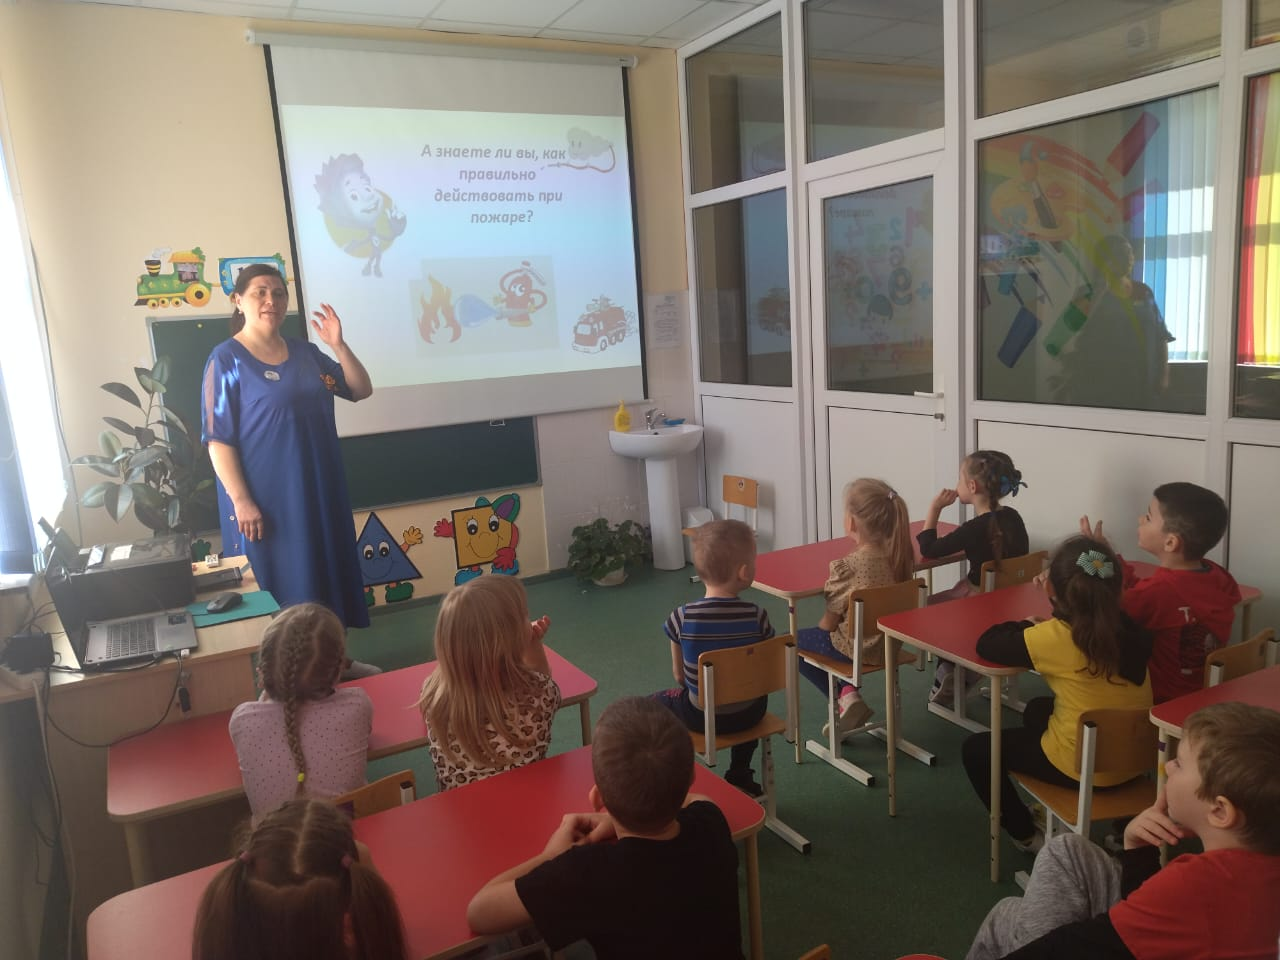 А знаете ли вы, как
правильно
действовать при
пожаре?